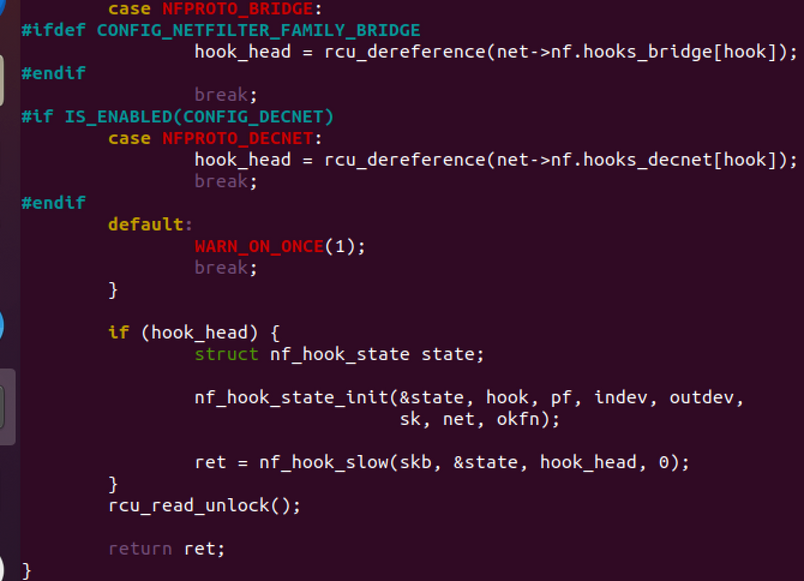 case NFPROTO_BRIDGE:
#ifdef CONFIG_NETFILTER_FAMILY_BRIDGE
                hook_head = rcu_dereference(net->nf.hooks_bridge[hook]);
#endif
                break;
#if IS_ENABLED(CONFIG_DECNET)
        case NFPROTO_DECNET:
                hook_head = rcu_dereference(net->nf.hooks_decnet[hook]);
                break;
#endif
        default:
                WARN_ON_ONCE(1);
                break;
        }

        if (hook_head) {
                struct nf_hook_state state;

                nf_hook_state_init(&state, hook, pf, indev, outdev,
                                   sk, net, okfn);

                ret = nf_hook_slow(skb, &state, hook_head, 0);
        }
        rcu_read_unlock();

        return ret;
}